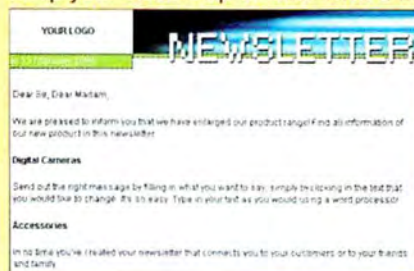 YOUR LOGO
NEWSLETTER
Dear Sir, Dear Madam,
We are pleased to inform you that we have enlarged our product range! Find all information of
our new product in this newsletter.
Digital Cameras
Send out the right message by filling in what you want to say, simply by clicking in the text that
you would like to change. It's so easy. Type in your text as you would using a word processor
Accessories
In no time you've created your newsletter that connects you to your customers or to your friends
and family